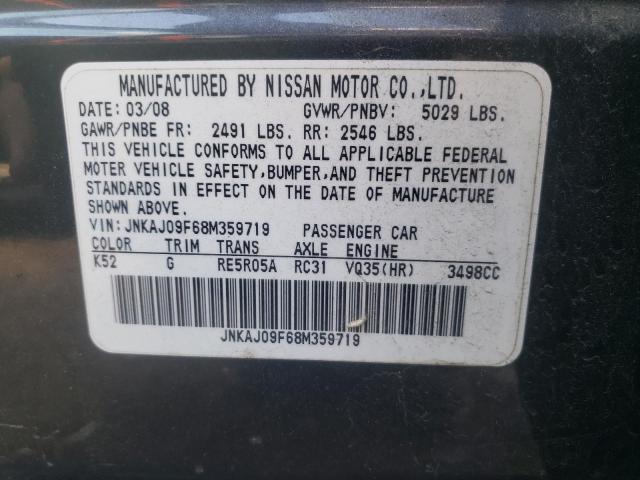 MANUFACTURED BY NISSAN MOTOR CO.,LTD.
DATE: 03/08 GVWR/PNBV: 5029 LBS.
GAWR/PNBE FR: 2491 LBS. RR: 2546 LBS.
THIS VEHICLE CONFORMS TO ALL APPLICABLE FEDERAL
MOTER VEHICLE SAFETY,BUMPER,AND THEFT PREVENTION
STANDARDS IN EFFECT ON THE DATE OF MANUFACTURE
SHOWN ABOVE.
VIN: JNKAJ09F68M359719 PASSENGER CAR
COLOR TRIM TRANS AXLE ENGINE
K52 G RE5R05A RC31 VQ35(HR) 3498CC
JNKAJ09F68M359719